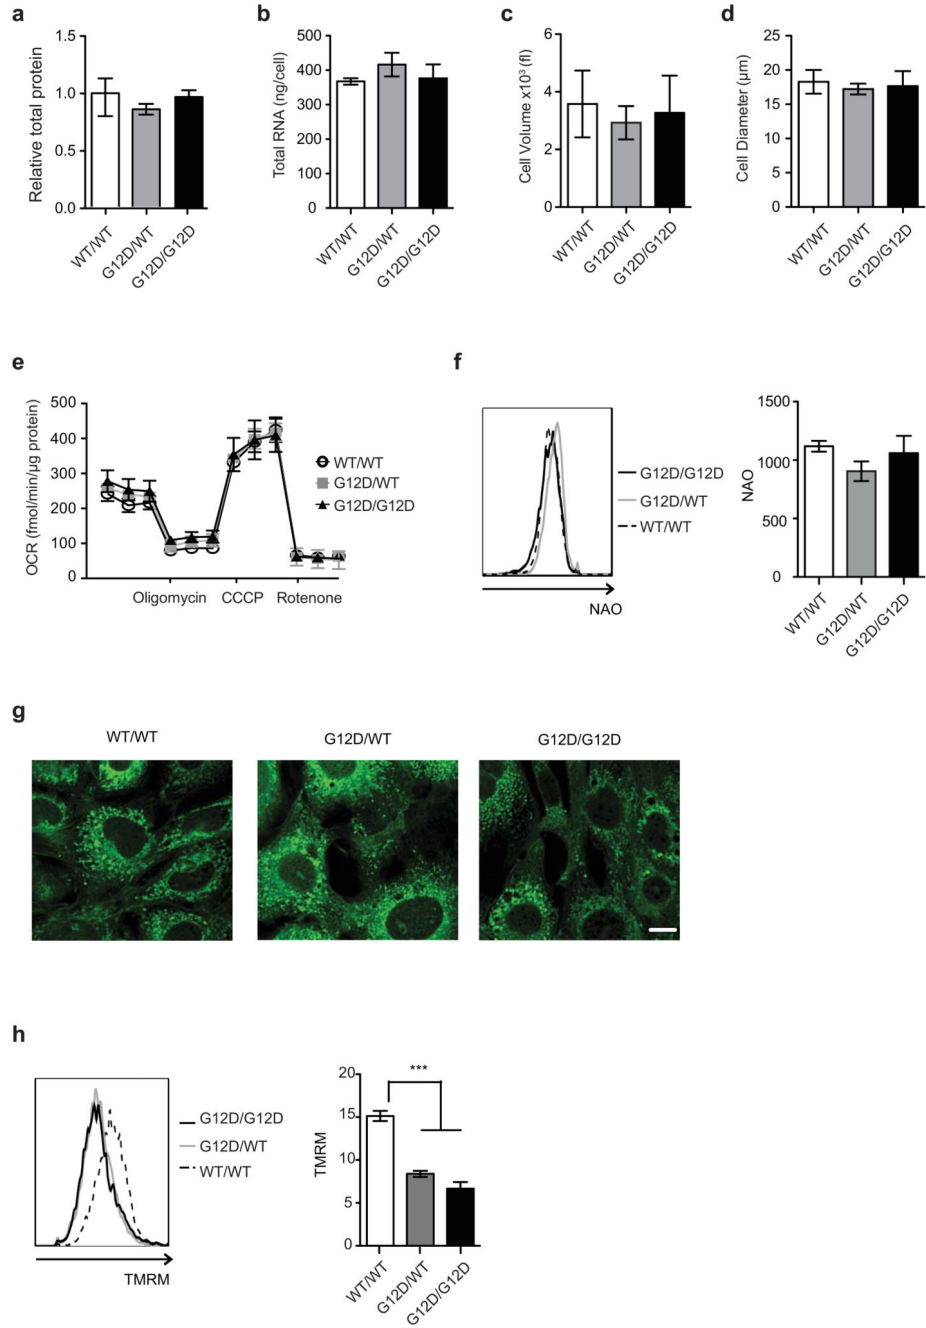 a
Relative total protein
1.5
1.0
0.5
0.0
WT/WT
G12D/WT
G12D/G12D
b
Total RNA (ng/cell)
500
400
300
200
100
0
WT/WT
G12D/WT
G12D/G12D
c
Cell Volume x10³ (fl)
6
4
2
0
WT/WT
G12D/WT
G12D/G12D
d
Cell Diameter (µm)
25
20
15
10
5
0
WT/WT
G12D/WT
G12D/G12D
e
OCR (fmol/min/µg protein)
500
400
300
200
100
0
Oligomycin CCCP Rotenone
WT/WT
G12D/WT
G12D/G12D
f
G12D/G12D
G12D/WT
WT/WT
NAO
NAO
1500
1000
500
0
WT/WT
G12D/WT
G12D/G12D
g
WT/WT
G12D/WT
G12D/G12D
h
G12D/G12D
G12D/WT
WT/WT
TMRM
TMRM
20
15
10
5
0
***
WT/WT
G12D/WT
G12D/G12D